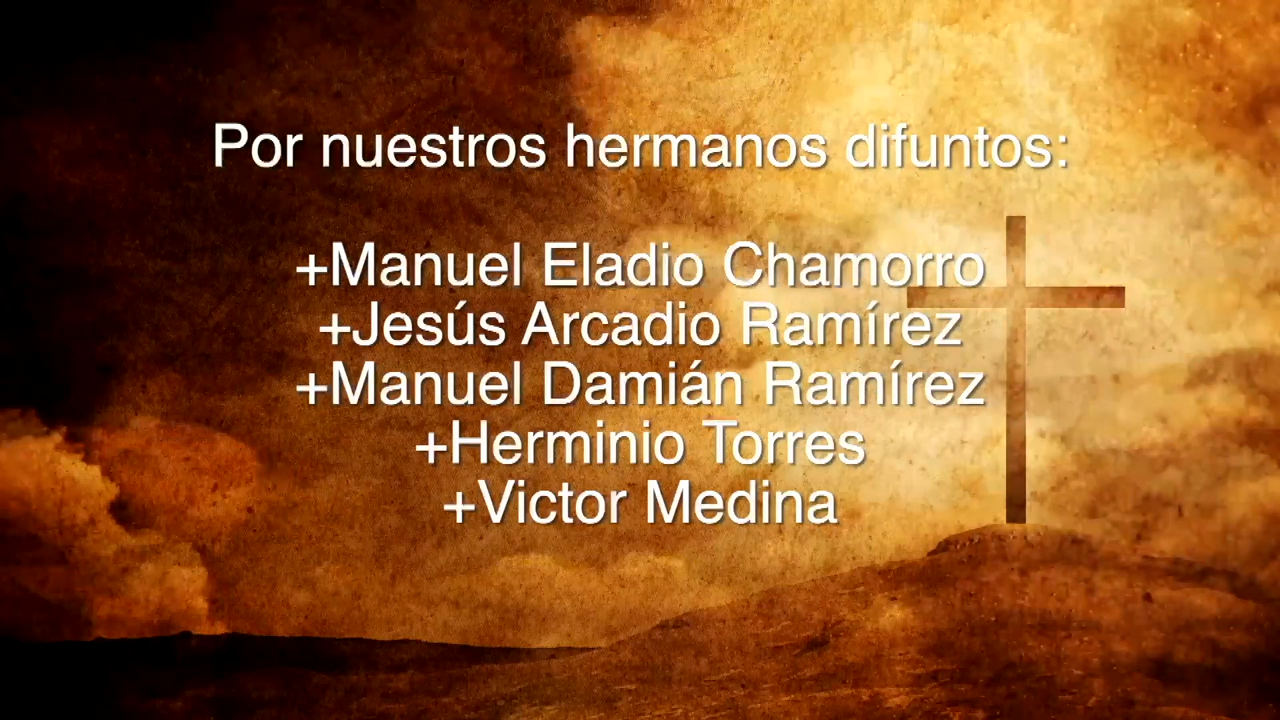 Por nuestros hermanos difuntos:
+Manuel Eladio Chamorro
+Jesús Arcadio Ramírez
+Manuel Damián Ramírez
+Herminio Torres
+Victor Medina